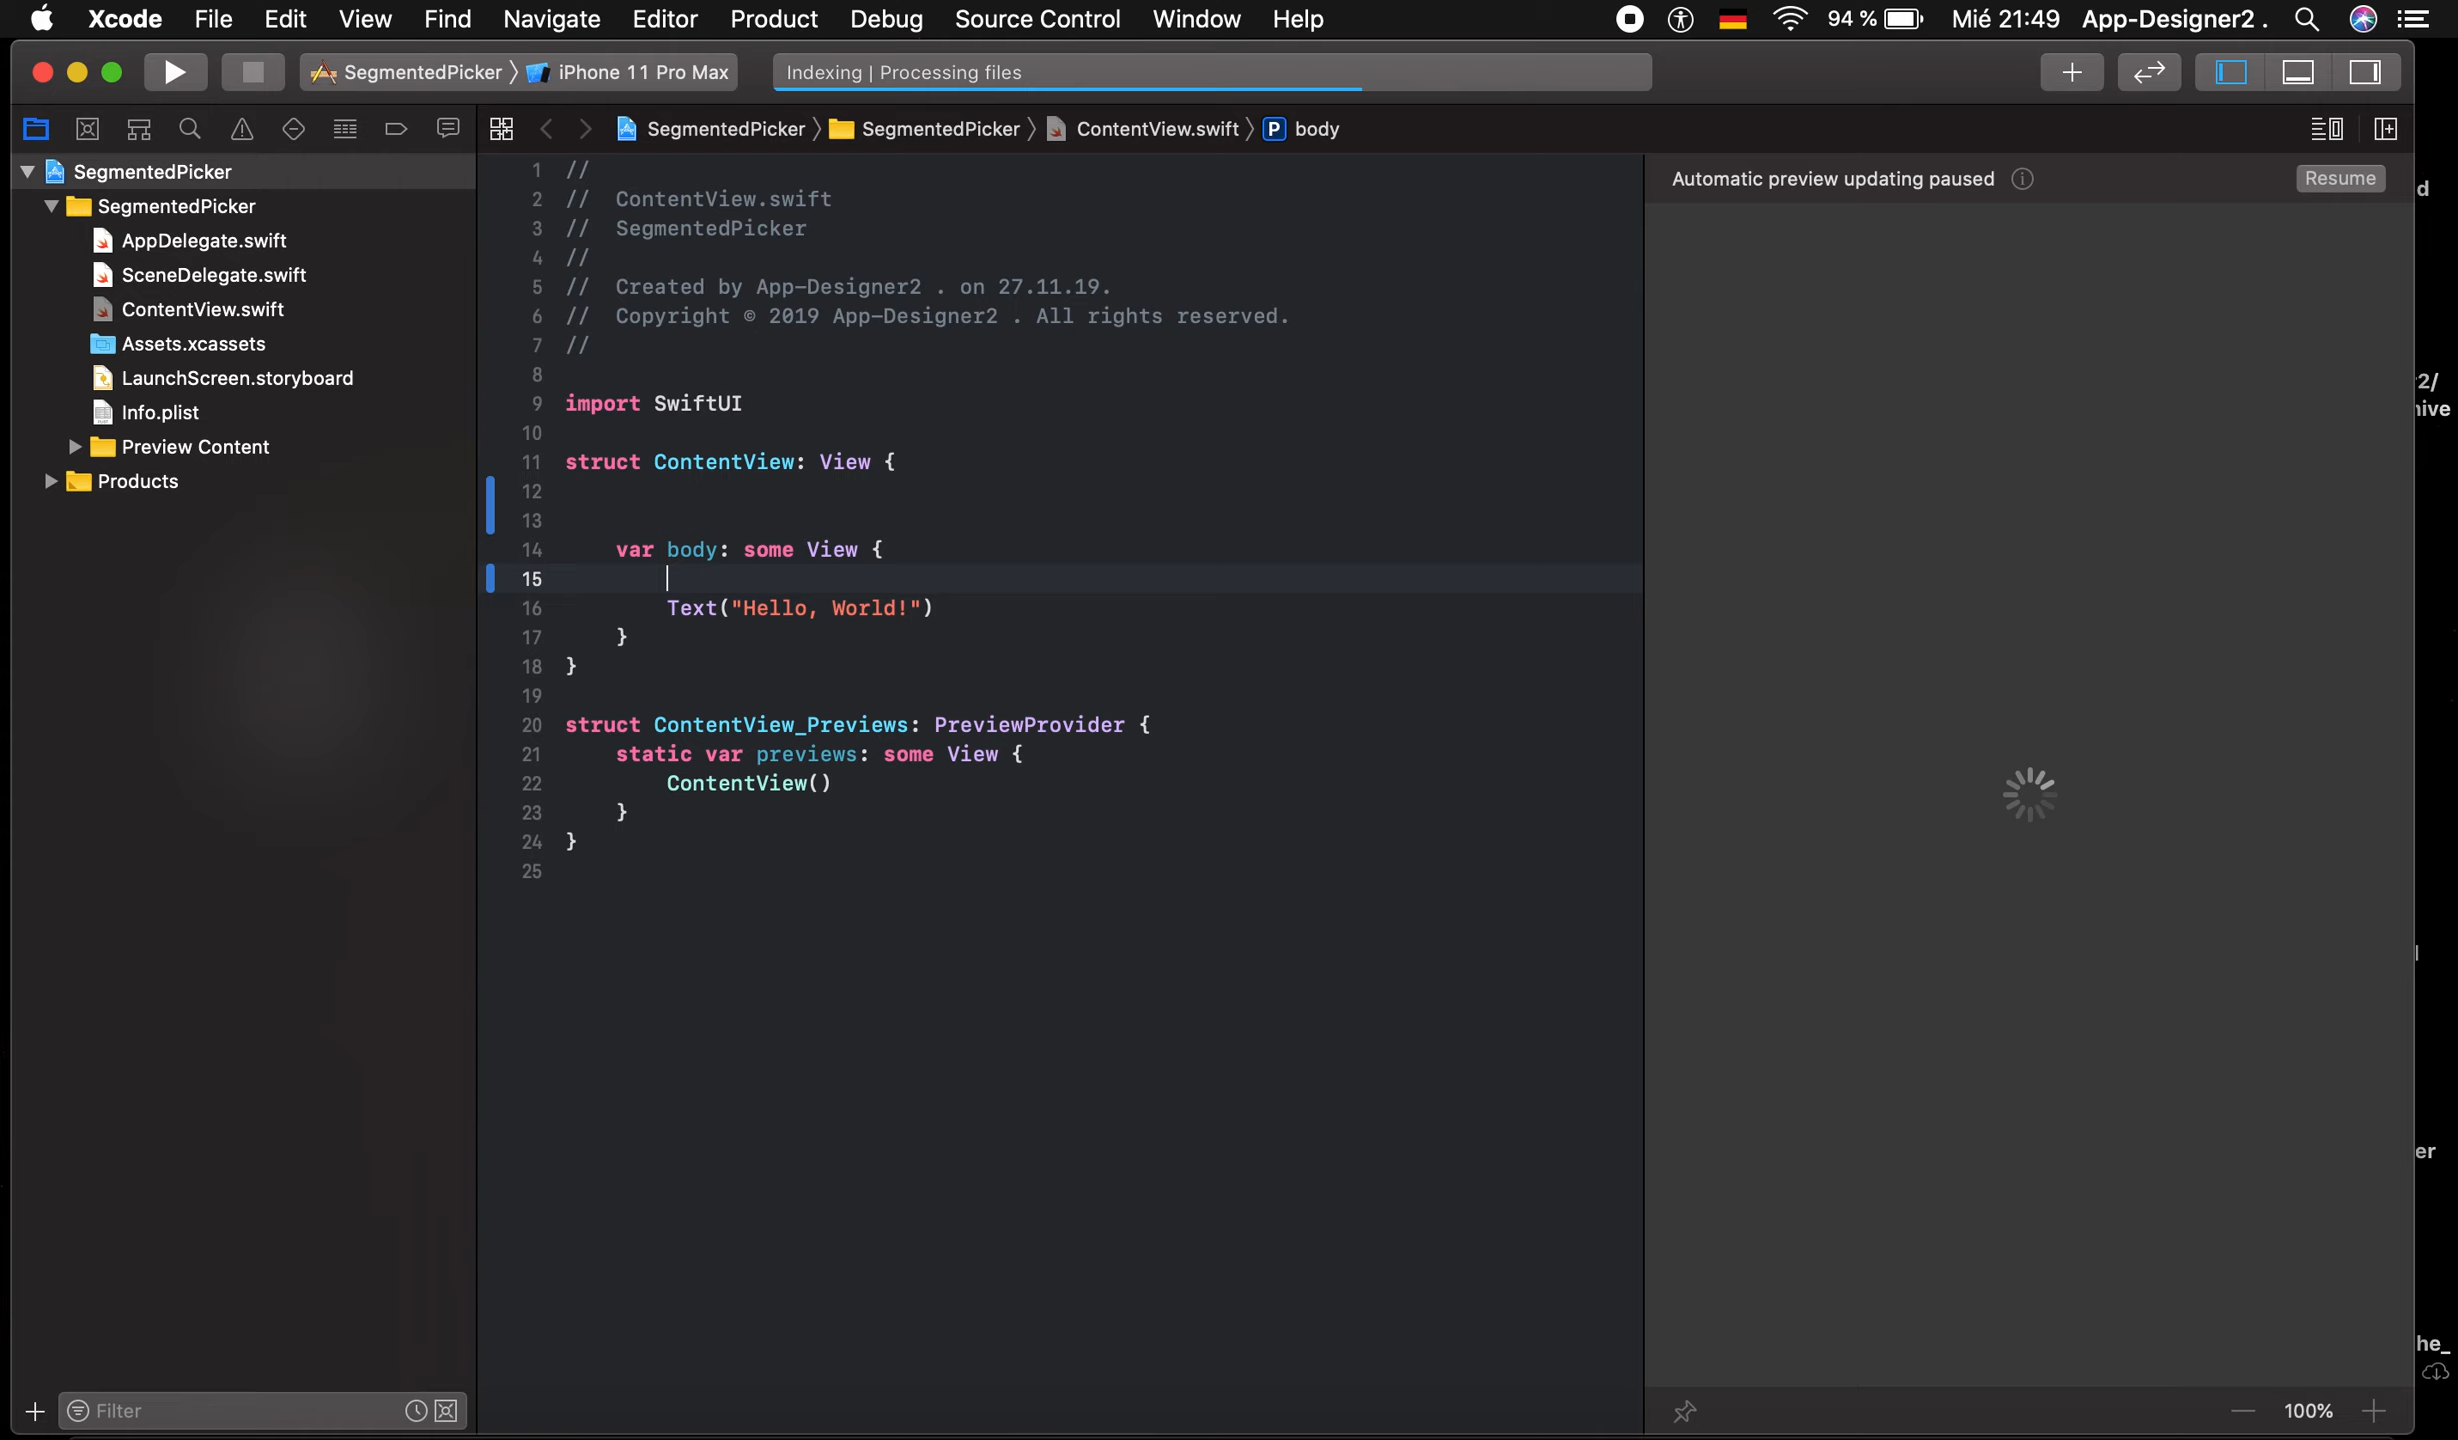 Xcode File Edit View Find Navigate Editor Product Debug Source Control Window Help 94 % Mié 21:49 App-Designer2 .
SegmentedPicker iPhone 11 Pro Max Indexing | Processing files
SegmentedPicker SegmentedPicker ContentView.swift P body
SegmentedPicker
SegmentedPicker
AppDelegate.swift
SceneDelegate.swift
ContentView.swift
Assets.xcassets
LaunchScreen.storyboard
Info.plist
Preview Content
Products
Filter
1 //
2 // ContentView.swift
3 // SegmentedPicker
4 //
5 // Created by App-Designer2 . on 27.11.19.
6 // Copyright © 2019 App-Designer2 . All rights reserved.
7 //
8
9 import SwiftUI
10
11 struct ContentView: View {
12
13
14 var body: some View {
15
16 Text("Hello, World!")
17 }
18 }
19
20 struct ContentView_Previews: PreviewProvider {
21 static var previews: some View {
22 ContentView()
23 }
24 }
25
Automatic preview updating paused Resume
100%
d
2/
er
he_